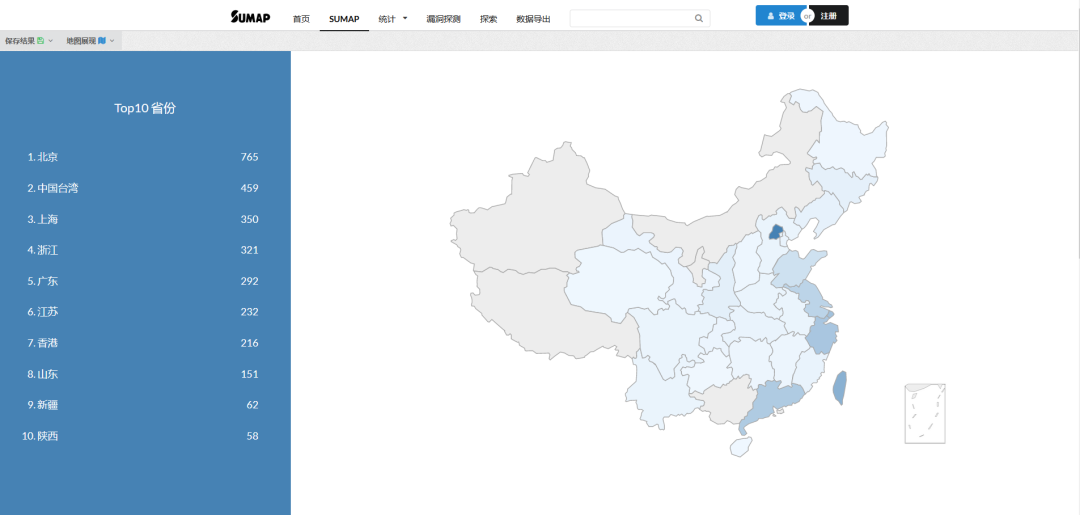 SUMAP 首页 SUMAP 统计 漏洞探测 探索 数据导出 登录 or 注册
保存结果 地图展现
Top10 省份
1. 北京 765
2. 中国台湾 459
3. 上海 350
4. 浙江 321
5. 广东 292
6. 江苏 232
7. 香港 216
8. 山东 151
9. 新疆 62
10. 陕西 58